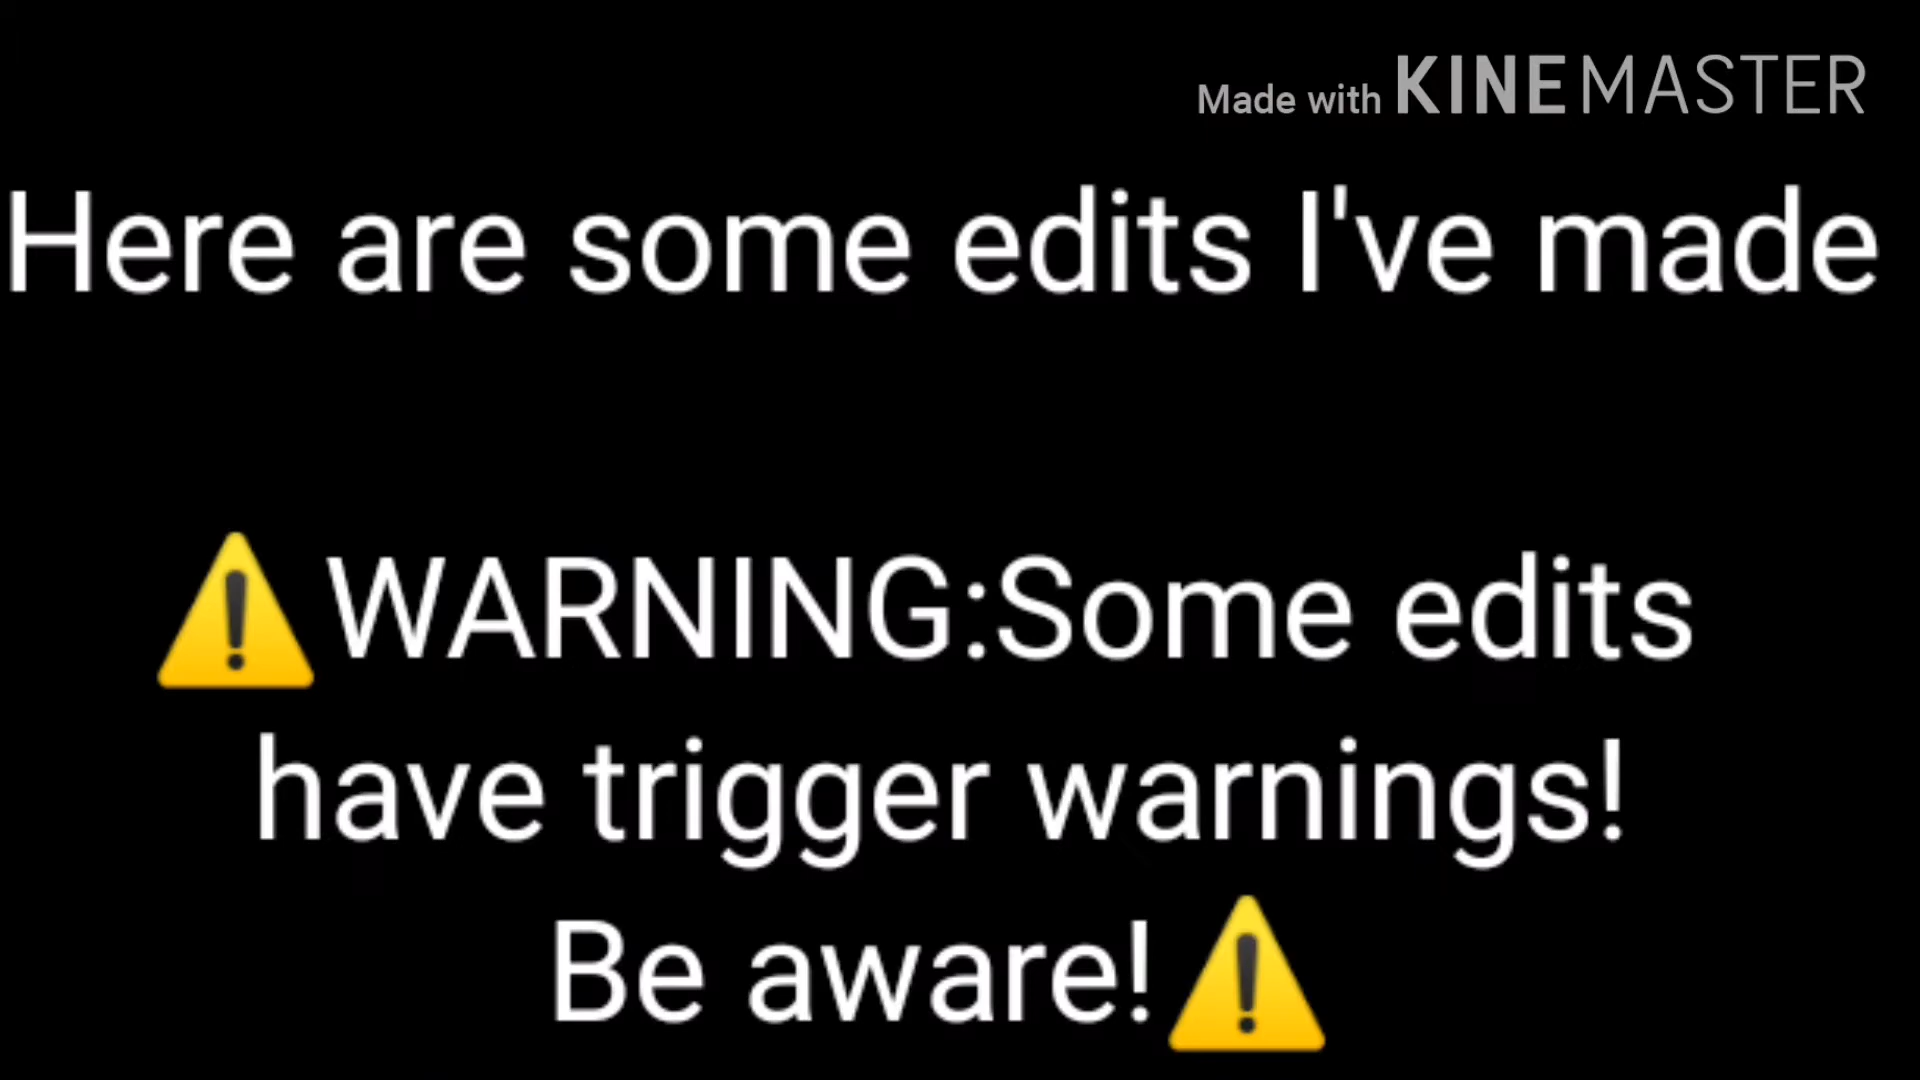 Made with KINEMASTER
Here are some edits I've made
⚠️WARNING:Some edits
have trigger warnings!
Be aware!⚠️